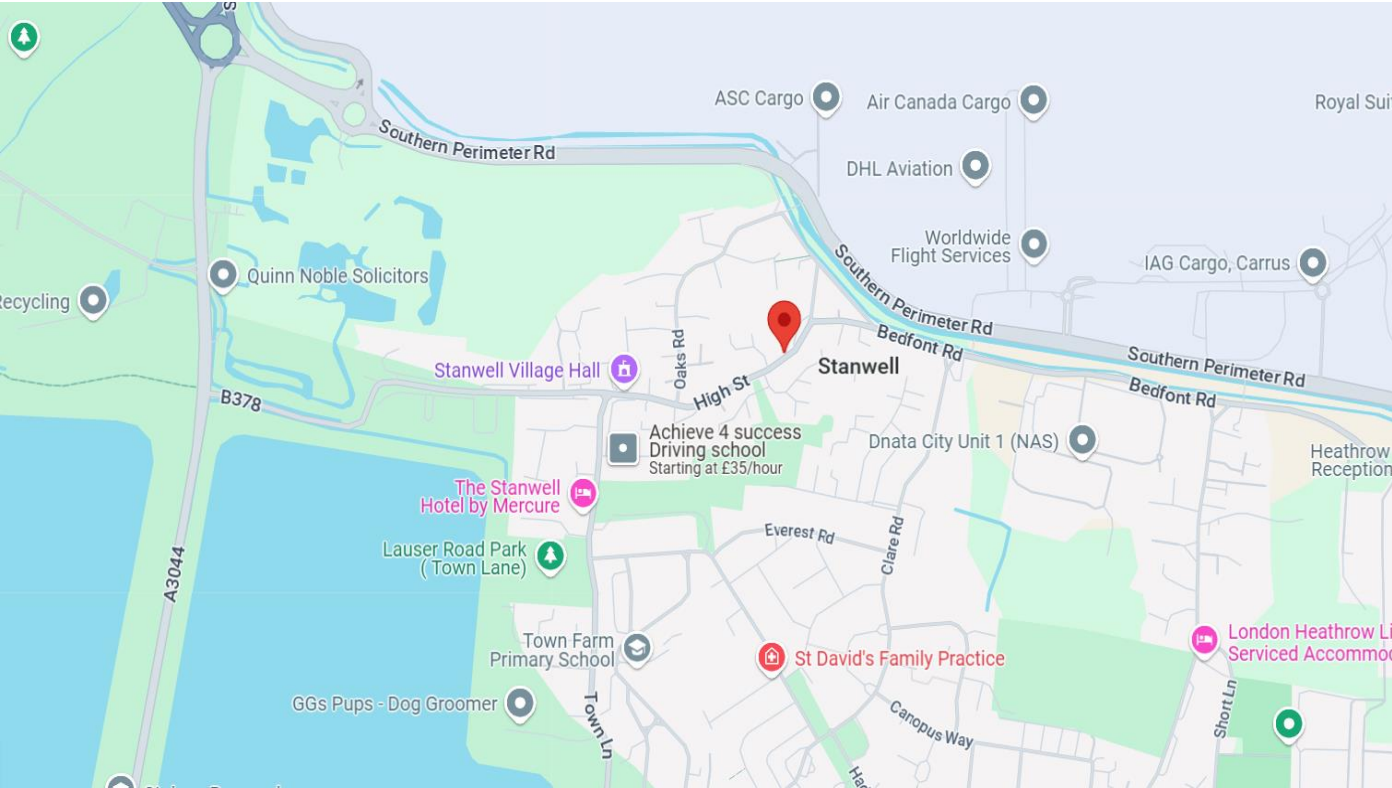 S
ASC Cargo
Air Canada Cargo
Royal Sui
Southern Perimeter Rd
DHL Aviation
Worldwide
Flight Services
IAG Cargo, Carrus
Quinn Noble Solicitors
Recycling
Southern Perimeter Rd
Bedfont Rd
Oaks Rd
Stanwell Village Hall
Stanwell
Southern Perimeter Rd
Bedfont Rd
High St
B378
Achieve 4 success
Driving school
Starting at £35/hour
Dnata City Unit 1 (NAS)
Heathrow
Reception
The Stanwell
Hotel by Mercure
Everest Rd
Clare Rd
Lauser Road Park
( Town Lane)
A3044
Town Farm
Primary School
St David's Family Practice
London Heathrow Li
Serviced Accommo
GGs Pups - Dog Groomer
Town Ln
Canopus Way
Short Ln